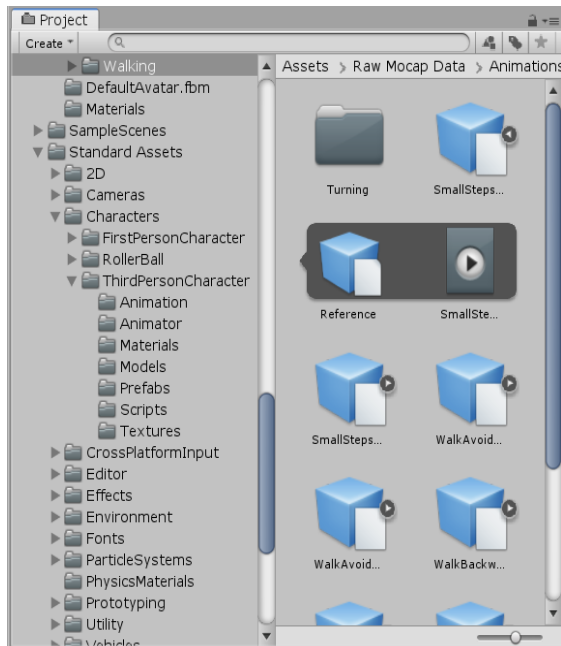 Project
Create
Assets > Raw Mocap Data > Animations
Walking
DefaultAvatar.fbm
Materials
SampleScenes
Standard Assets
2D
Cameras
Characters
FirstPersonCharacter
RollerBall
ThirdPersonCharacter
Animation
Animator
Materials
Models
Prefabs
Scripts
Textures
CrossPlatformInput
Editor
Effects
Environment
Fonts
ParticleSystems
PhysicsMaterials
Prototyping
Utility
Vehicles
Turning
SmallSteps...
Reference
SmallSte...
SmallSteps...
WalkAvoid...
WalkAvoid...
WalkBackw...